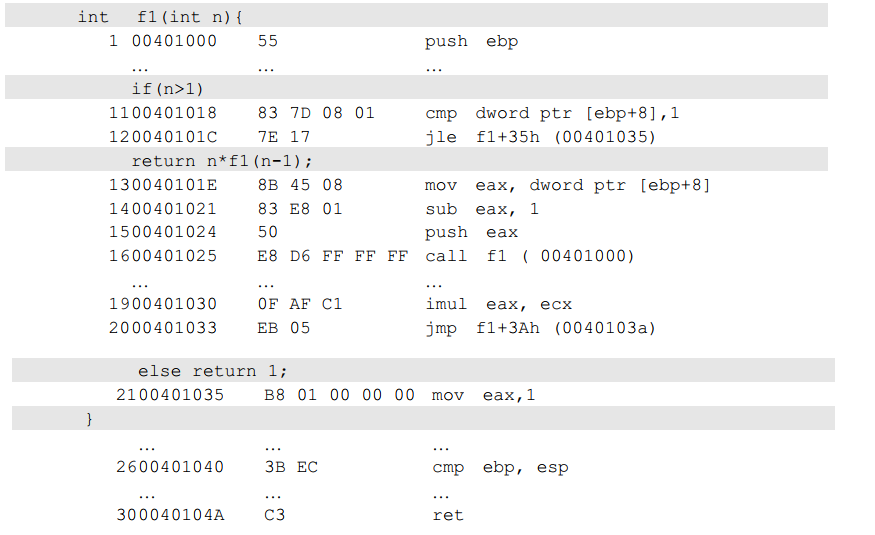 int f1(int n){
1 00401000 55 push ebp
… … …
if(n>1)
1100401018 83 7D 08 01 cmp dword ptr [ebp+8],1
120040101C 7E 17 jle f1+35h (00401035)
return n*f1(n-1);
130040101E 8B 45 08 mov eax, dword ptr [ebp+8]
1400401021 83 E8 01 sub eax, 1
1500401024 50 push eax
1600401025 E8 D6 FF FF FF call f1 ( 00401000)
… … …
1900401030 0F AF C1 imul eax, ecx
2000401033 EB 05 jmp f1+3Ah (0040103a)
else return 1;
2100401035 B8 01 00 00 00 mov eax,1
}
… … …
2600401040 3B EC cmp ebp, esp
… … …
300040104A C3 ret